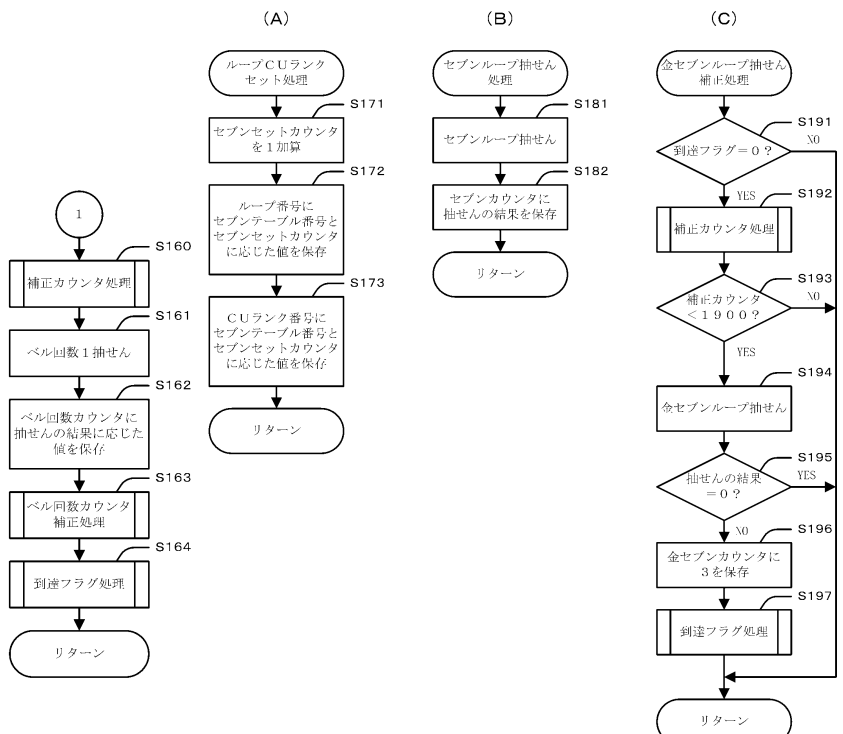 1
S160
補正カウンタ処理
S161
ベル回数１抽せん
S162
ベル回数カウンタに
抽せんの結果に応じた
値を保存
S163
ベル回数カウンタ
補正処理
S164
到達フラグ処理
リターン
(A)
ループＣＵランク
セット処理
S171
セブンセットカウンタ
を１加算
S172
ループ番号に
セブンテーブル番号と
セブンセットカウンタ
に応じた値を保存
S173
ＣＵランク番号に
セブンテーブル番号と
セブンセットカウンタ
に応じた値を保存
リターン
(B)
セブンループ抽せん
処理
S181
セブンループ抽せん
S182
セブンカウンタに
抽せんの結果を保存
リターン
(C)
金セブンループ抽せん
補正処理
S191
到達フラグ＝０？
NO
YES
S192
補正カウンタ処理
S193
補正カウンタ
＜１９００？
NO
YES
S194
金セブンループ抽せん
S195
抽せんの結果
＝０？
YES
NO
S196
金セブンカウンタに
３を保存
S197
到達フラグ処理
リターン